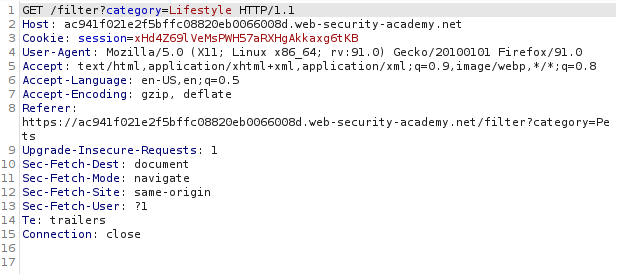 1 GET /filter?category=Lifestyle HTTP/1.1
2 Host: ac941f021e2f5bffc08820eb0066008d.web-security-academy.net
3 Cookie: session=xHd4Z69lVeMsPWH57aRXHgAkkaxg6tKB
4 User-Agent: Mozilla/5.0 (X11; Linux x86_64; rv:91.0) Gecko/20100101 Firefox/91.0
5 Accept: text/html,application/xhtml+xml,application/xml;q=0.9,image/webp,*/*;q=0.8
6 Accept-Language: en-US,en;q=0.5
7 Accept-Encoding: gzip, deflate
8 Referer:
https://ac941f021e2f5bffc08820eb0066008d.web-security-academy.net/filter?category=Pe
ts
9 Upgrade-Insecure-Requests: 1
10 Sec-Fetch-Dest: document
11 Sec-Fetch-Mode: navigate
12 Sec-Fetch-Site: same-origin
13 Sec-Fetch-User: ?1
14 Te: trailers
15 Connection: close
16
17